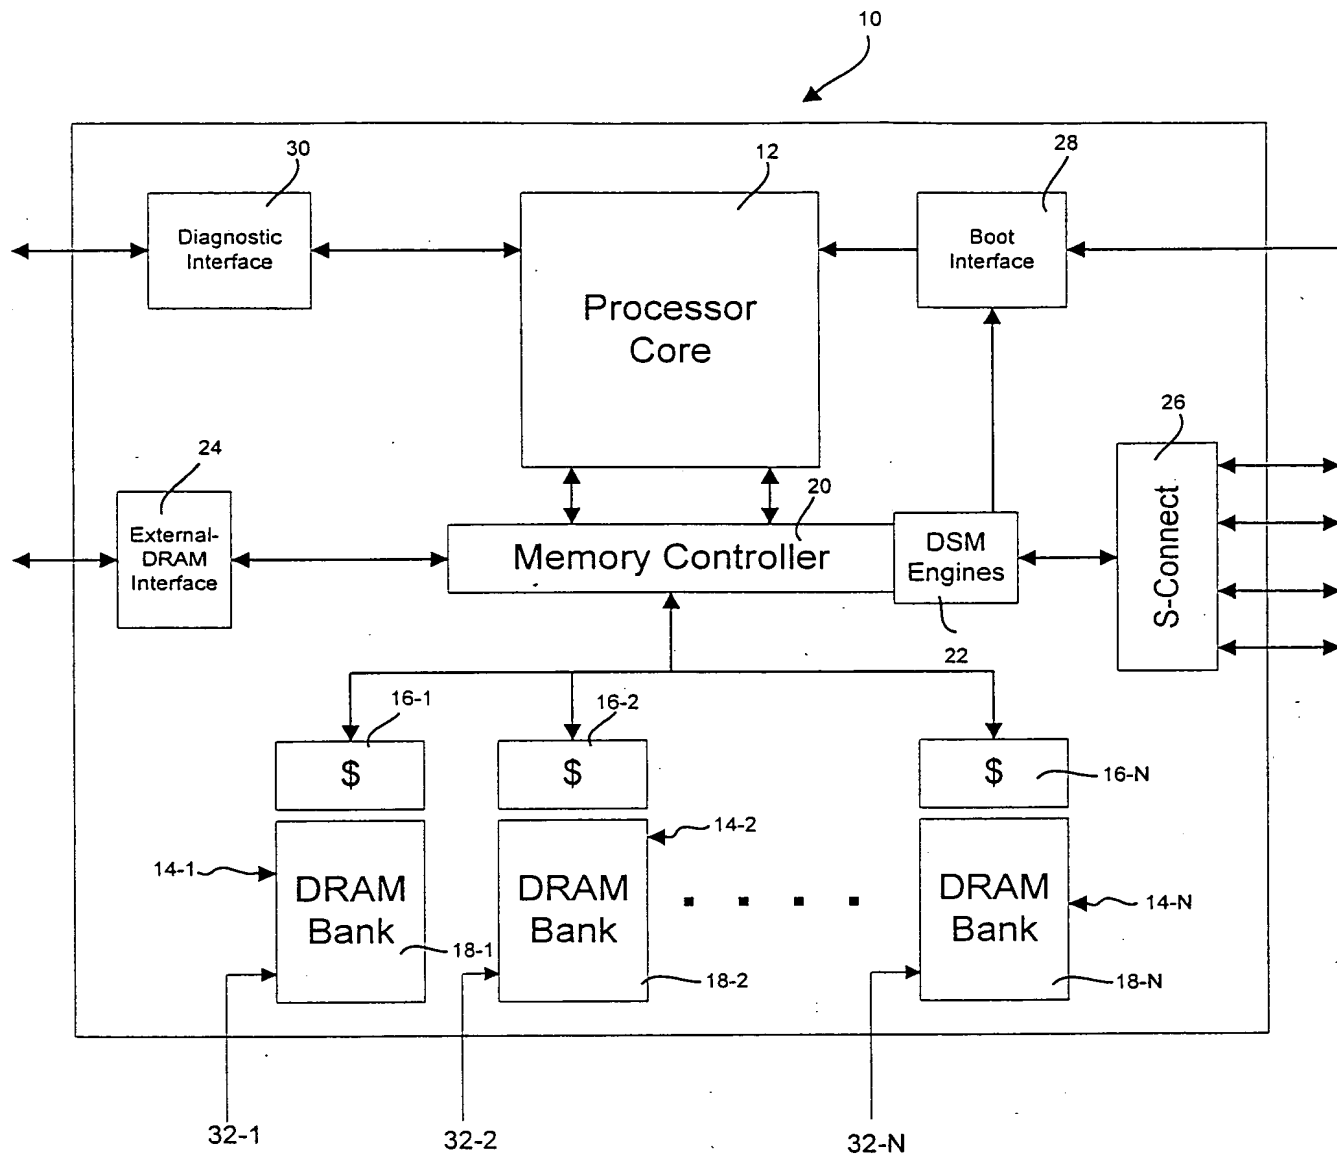 10
30
12
28
Diagnostic
Interface
Boot
Interface
Processor
Core
26
24
20
External-
DRAM
Interface
Memory Controller
DSM
Engines
S-Connect
22
16-1
16-2
$
$
$
16-N
14-1
14-2
14-N
DRAM
Bank
DRAM
Bank
DRAM
Bank
18-1
18-2
18-N
32-1
32-2
32-N